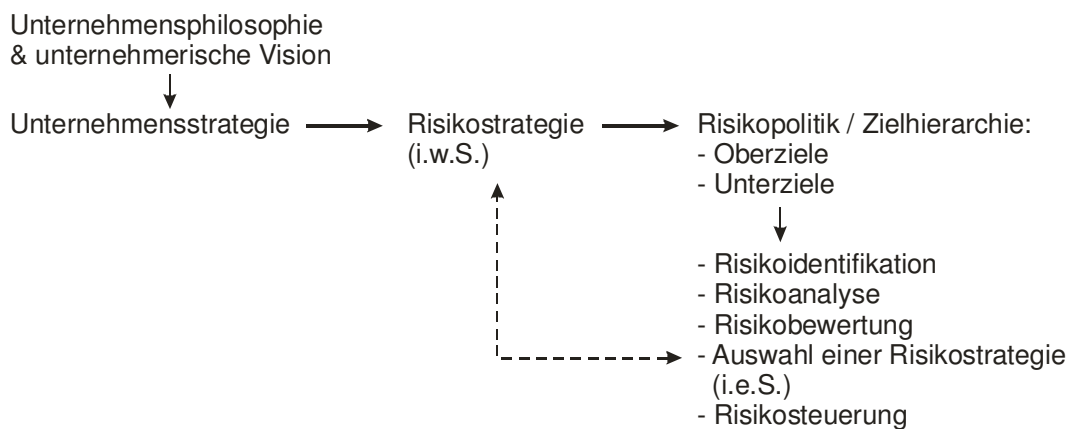 Unternehmensphilosophie
& unternehmerische Vision
Unternehmensstrategie
Risikostrategie
(i.w.S.)
Risikopolitik / Zielhierarchie:
- Oberziele
- Unterziele
- Risikoidentifikation
- Risikoanalyse
- Risikobewertung
- Auswahl einer Risikostrategie
(i.e.S.)
- Risikosteuerung